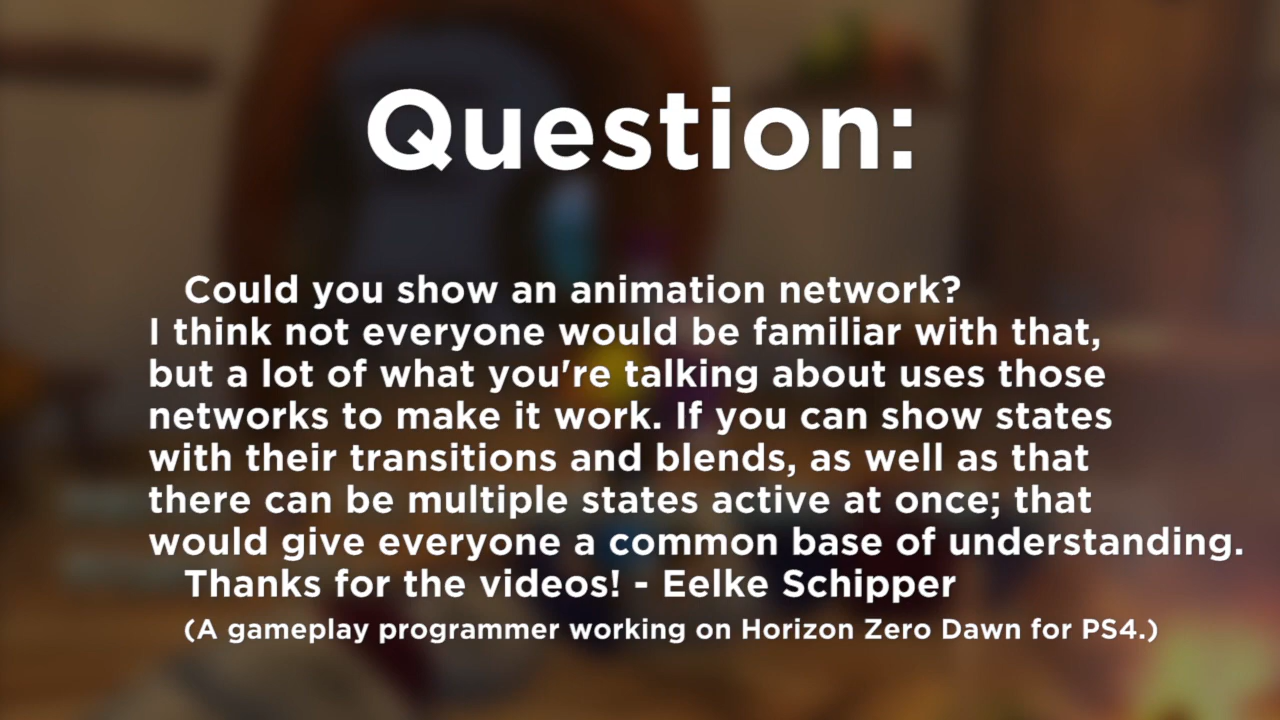 Question:
Could you show an animation network?
I think not everyone would be familiar with that,
but a lot of what you're talking about uses those
networks to make it work. If you can show states
with their transitions and blends, as well as that
there can be multiple states active at once; that
would give everyone a common base of understanding.
Thanks for the videos! - Eelke Schipper
(A gameplay programmer working on Horizon Zero Dawn for PS4.)